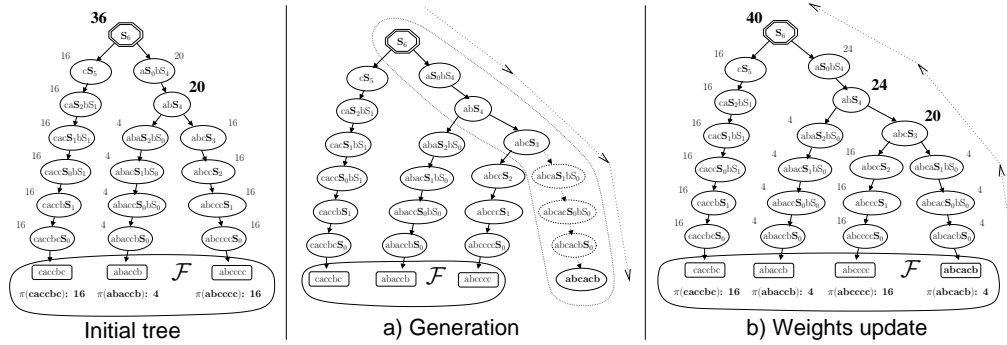 36
S6
16
20
cS5
aS0bS4
16
20
caS2bS1
abS4
16
4
16
cacS1bS1
abaS2bS0
abcS3
16
4
16
caccS0bS1
abacS1bS0
abccS2
16
4
16
caccbS1
abaccS0bS0
abcccS1
16
4
16
caccbcS0
abaccbS0
abccccS0
caccbc
abaccb
abcccc
F
π(caccbc): 16
π(abaccb): 4
π(abcccc): 16
Initial tree
S6
cS5
aS0bS4
caS2bS1
abS4
cacS1bS1
abaS2bS0
abcS3
caccS0bS1
abacS1bS0
abccS2
abcaS1bS0
caccbS1
abaccS0bS0
abcccS1
abcacS0bS0
caccbcS0
abaccbS0
abccccS0
abcacbS0
caccbc
abaccb
F
abcccc
abcacb
a) Generation
40
S6
16
24
cS5
aS0bS4
16
24
caS2bS1
abS4
16
4
20
cacS1bS1
abaS2bS0
abcS3
16
4
16
4
caccS0bS1
abacS1bS0
abccS2
abcaS1bS0
16
4
16
4
caccbS1
abaccS0bS0
abcccS1
abcacS0bS0
16
4
16
4
caccbcS0
abaccbS0
abccccS0
abcacbS0
caccbc
abaccb
abcccc
F
abcacb
π(caccbc): 16
π(abaccb): 4
π(abcccc): 16
π(abcacb): 4
b) Weights update